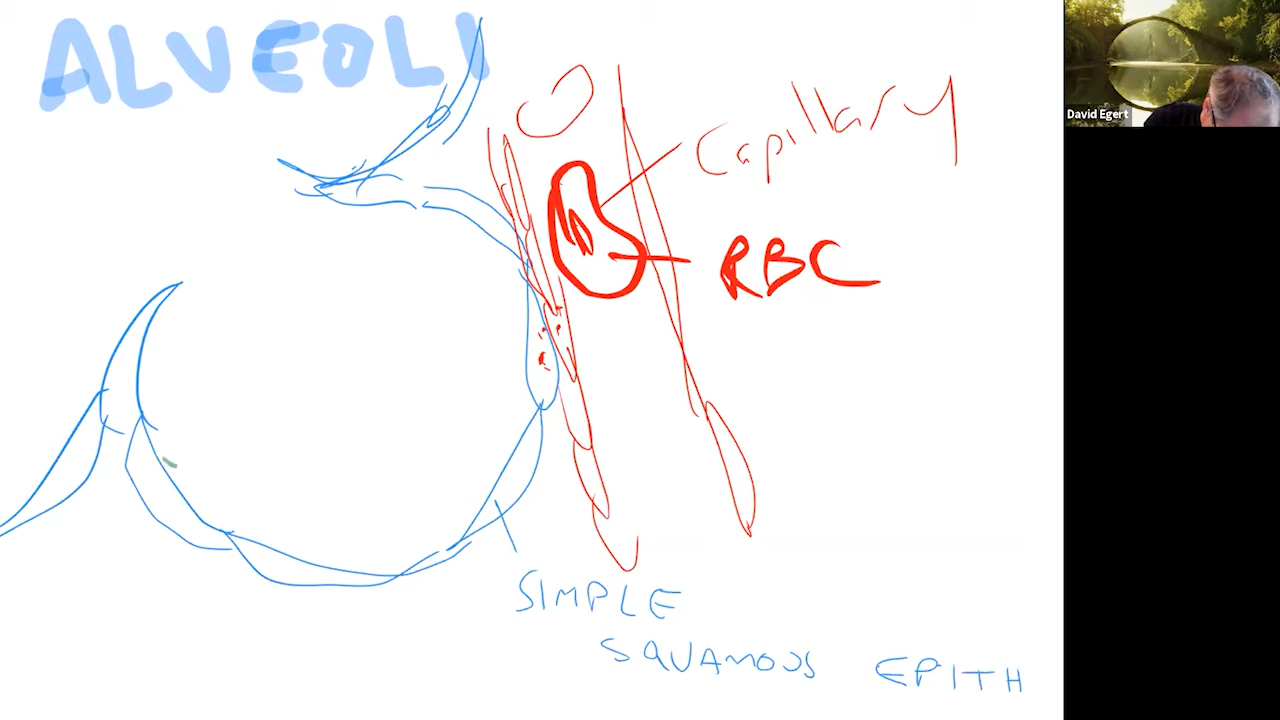 ALVEOLI
Capillary
RBC
SIMPLE
SQUAMOUS EPITH
David Egert